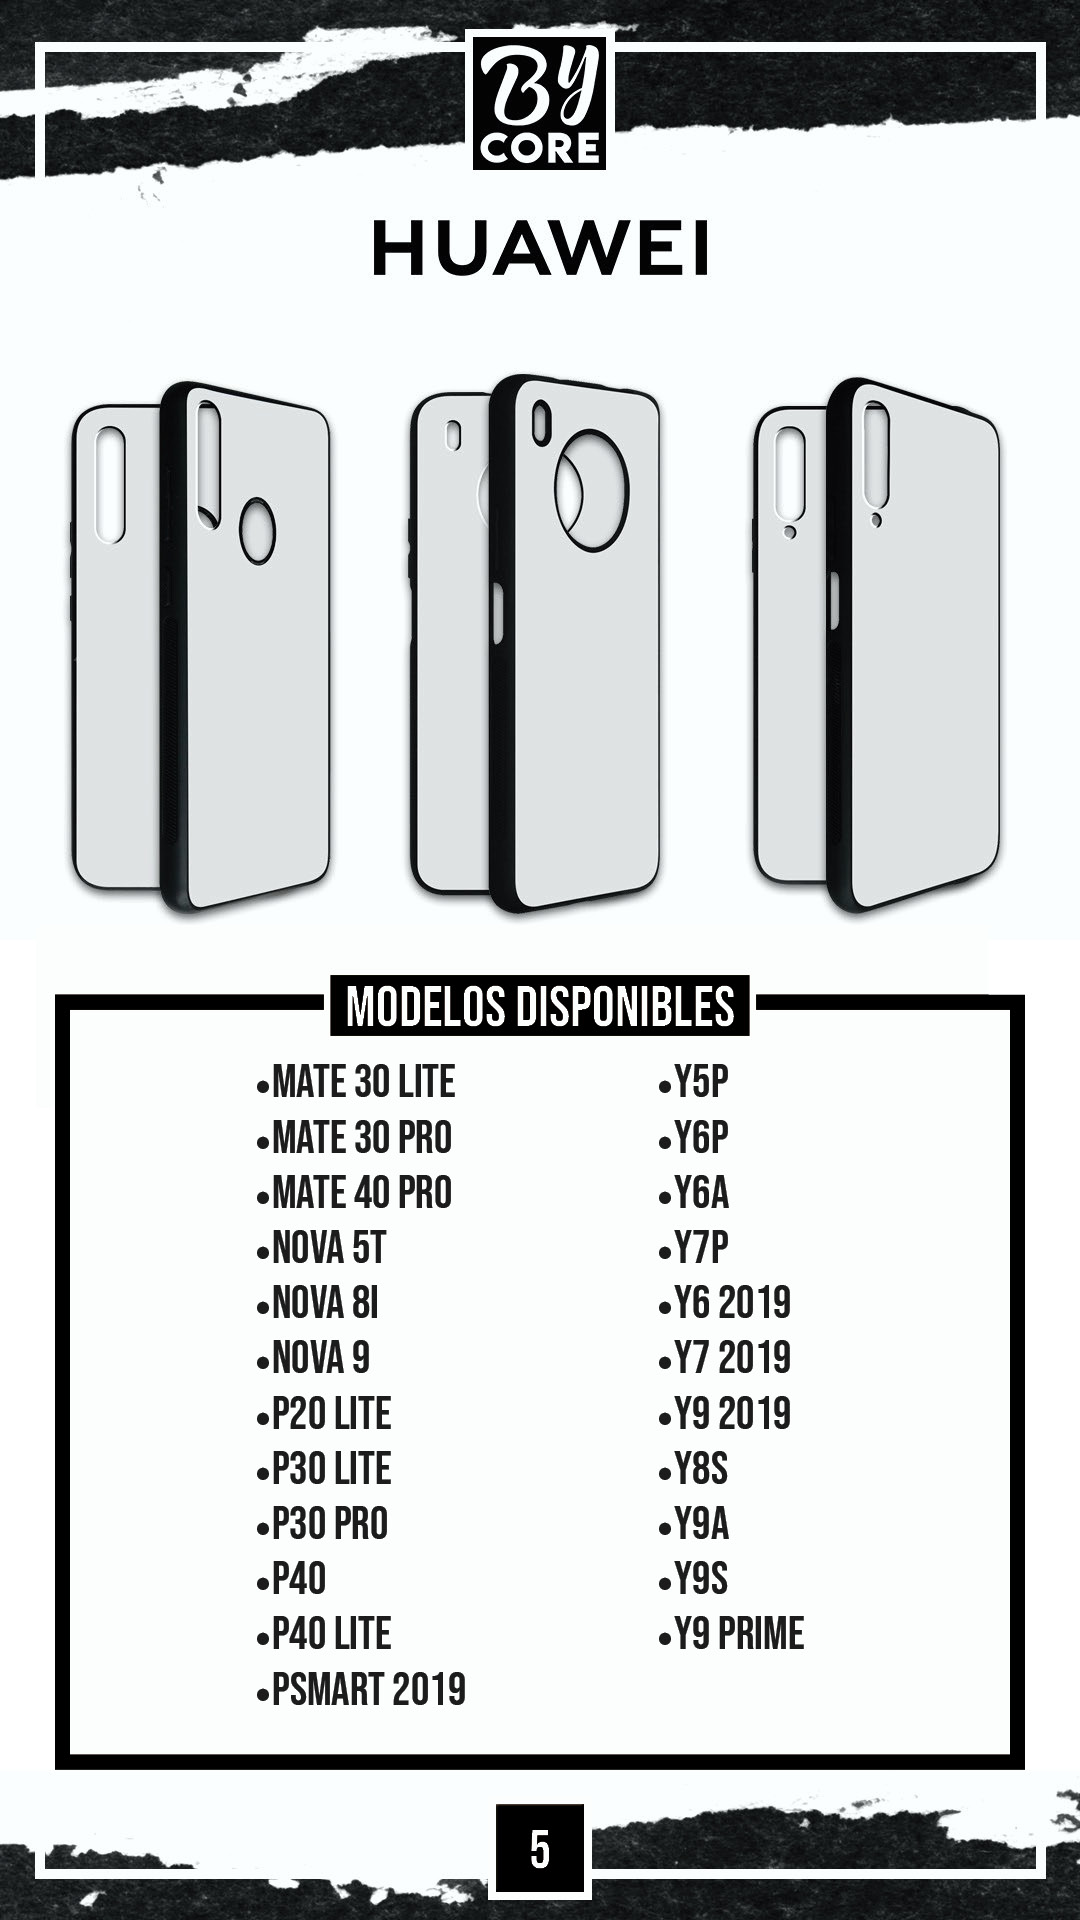 By
CORE
HUAWEI
MODELOS DISPONIBLES
•MATE 30 LITE
•MATE 30 PRO
•MATE 40 PRO
•NOVA 5T
•NOVA 8I
•NOVA 9
•P20 LITE
•P30 LITE
•P30 PRO
•P40
•P40 LITE
•PSMART 2019
•Y5P
•Y6P
•Y6A
•Y7P
•Y6 2019
•Y7 2019
•Y9 2019
•Y8S
•Y9A
•Y9S
•Y9 PRIME
5